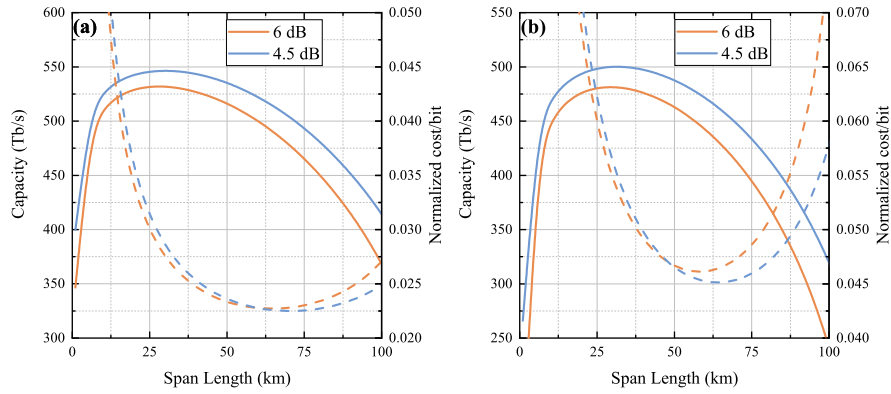 (a)
6 dB
4.5 dB
Capacity (Tb/s)
600
550
500
450
400
350
300
0.050
0.045
0.040
0.035
0.030
0.025
0.020
Normalized cost/bit
0 25 50 75 100
Span Length (km)
(b)
6 dB
4.5 dB
Capacity (Tb/s)
550
500
450
400
350
300
250
0.070
0.065
0.060
0.055
0.050
0.045
0.040
Normalized cost/bit
0 25 50 75 100
Span Length (km)